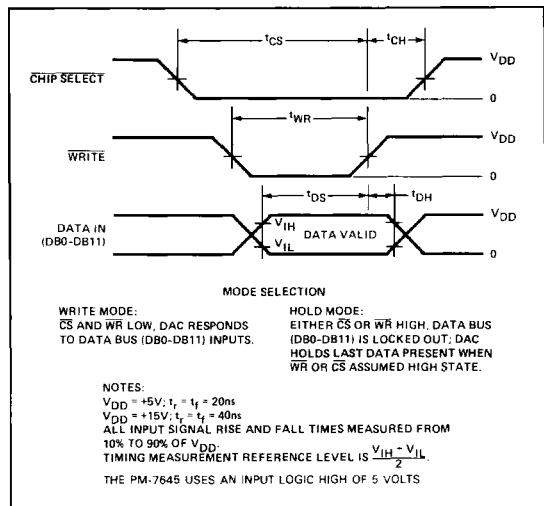 tCS
tCH
VDD
CHIP SELECT
0
tWR
VDD
WRITE
0
tDS
tDH
DATA IN
(DB0-DB11)
VIH
DATA VALID
VIL
VDD
0
MODE SELECTION
WRITE MODE:
CS AND WR LOW, DAC RESPONDS
TO DATA BUS (DB0-DB11) INPUTS.
HOLD MODE:
EITHER CS OR WR HIGH, DATA BUS
(DB0-DB11) IS LOCKED OUT; DAC
HOLDS LAST DATA PRESENT WHEN
WR OR CS ASSUMED HIGH STATE.
NOTES:
VDD = +5V; tr = tf = 20ns
VDD = +15V; tr = tf = 40ns
ALL INPUT SIGNAL RISE AND FALL TIMES MEASURED FROM
10% TO 90% OF VDD.
TIMING MEASUREMENT REFERENCE LEVEL IS VIH - VIL / 2.
THE PM-7645 USES AN INPUT LOGIC HIGH OF 5 VOLTS